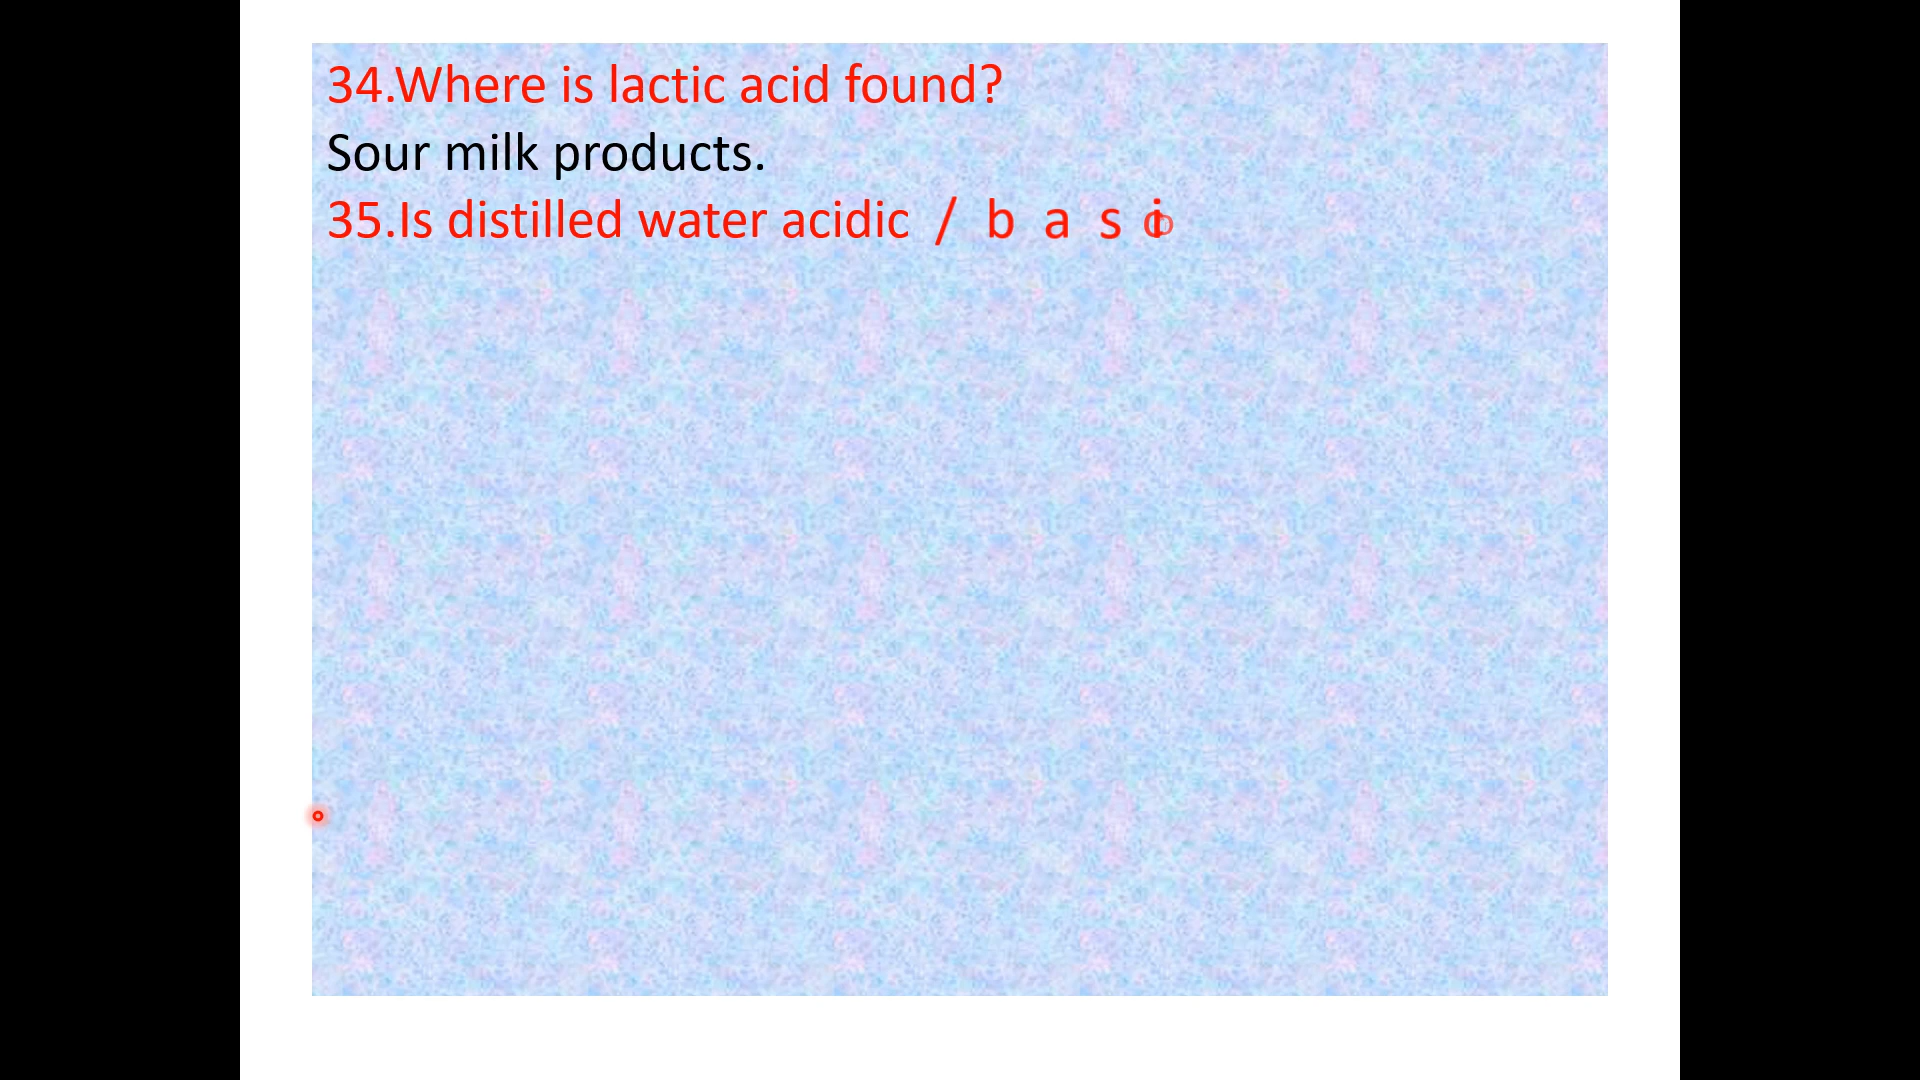 34.Where is lactic acid found?
Sour milk products.
35.Is distilled water acidic / b a s i